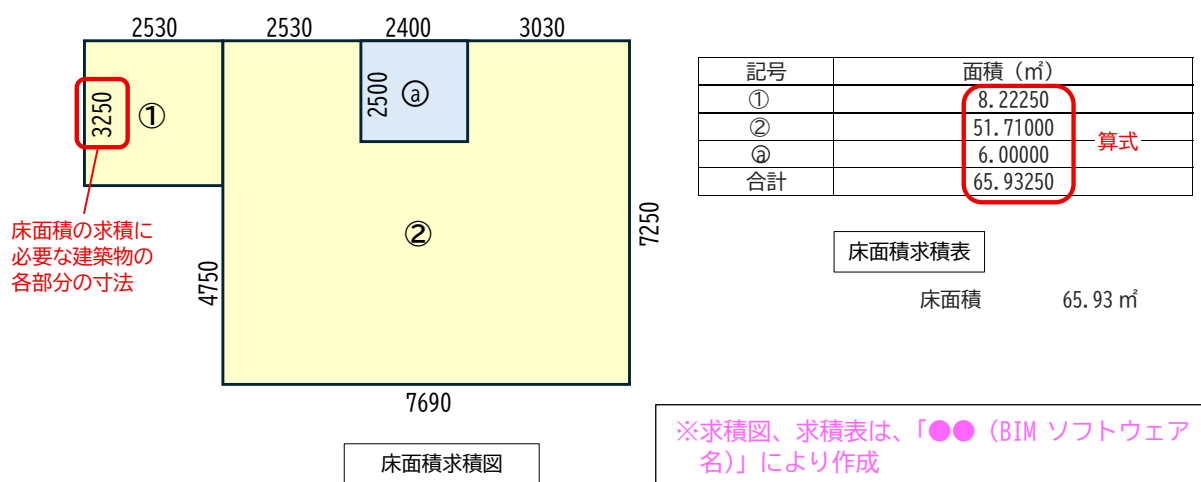 2530 2530 2400 3030
3250
①
2500
ⓐ
床面積の求積に
必要な建築物の
各部分の寸法
4750
②
7250
7690
床面積求積図
記号 面積（㎡）
① 8.22250
② 51.71000
ⓐ 6.00000
合計 65.93250
算式
床面積求積表
床面積 65.93 ㎡
※求積図、求積表は、「●●（BIM ソフトウェア
名）」により作成